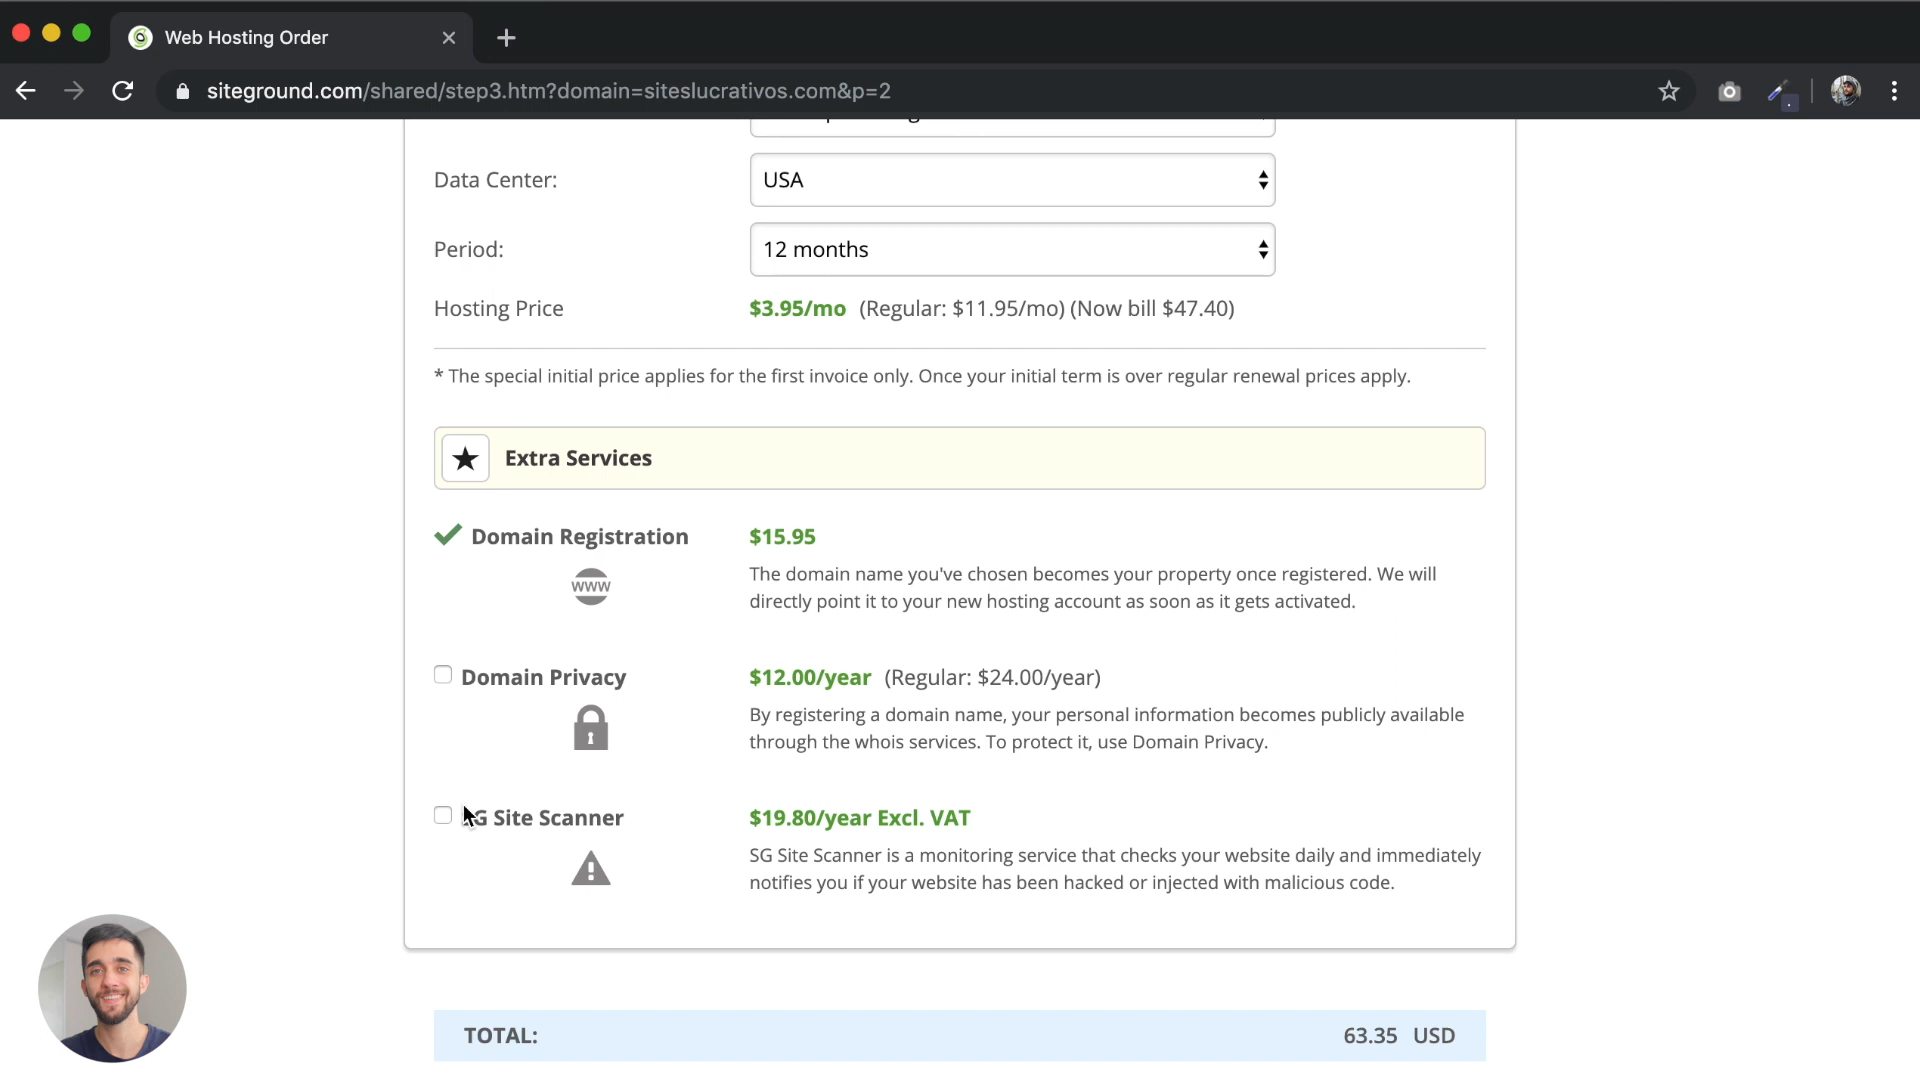 Web Hosting Order
siteground.com/shared/step3.htm?domain=siteslucrativos.com&p=2
Data Center:
USA
Period:
12 months
Hosting Price
$3.95/mo (Regular: $11.95/mo) (Now bill $47.40)
* The special initial price applies for the first invoice only. Once your initial term is over regular renewal prices apply.
Extra Services
Domain Registration
$15.95
WWW
The domain name you've chosen becomes your property once registered. We will
directly point it to your new hosting account as soon as it gets activated.
Domain Privacy
$12.00/year (Regular: $24.00/year)
By registering a domain name, your personal information becomes publicly available
through the whois services. To protect it, use Domain Privacy.
SG Site Scanner
$19.80/year Excl. VAT
SG Site Scanner is a monitoring service that checks your website daily and immediately
notifies you if your website has been hacked or injected with malicious code.
TOTAL:
63.35 USD